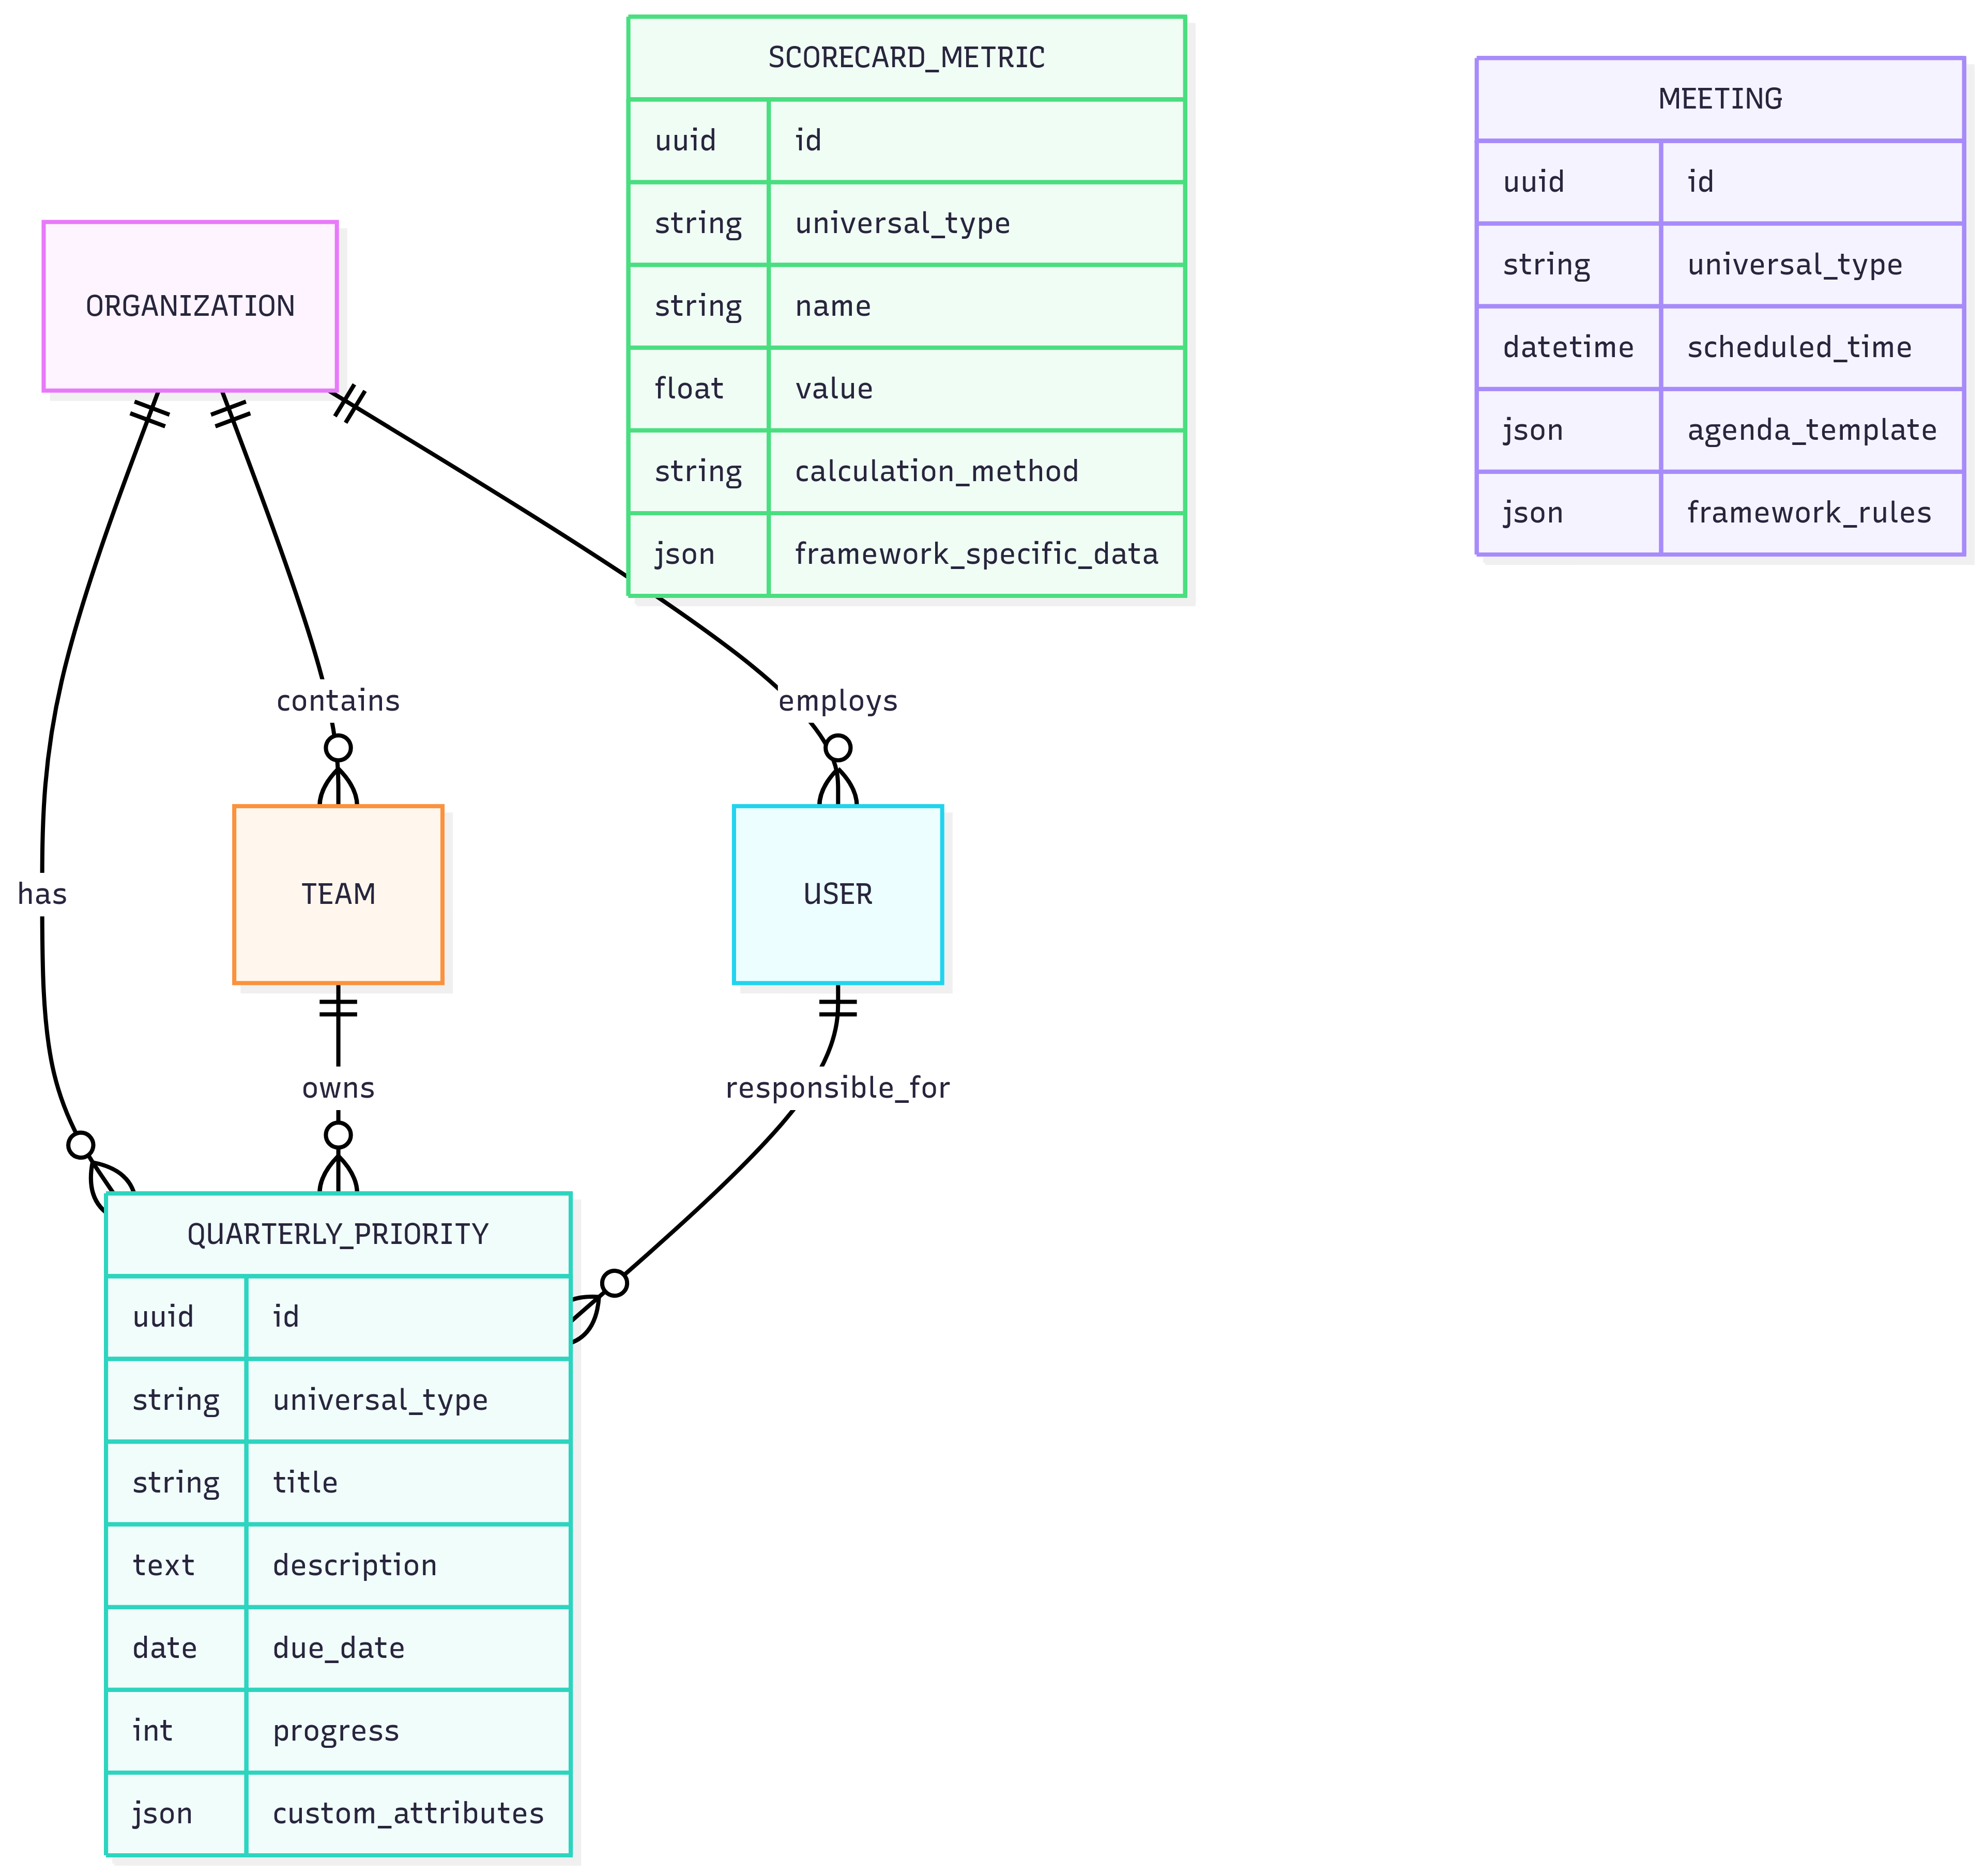 SCORECARD_METRIC
uuid id
string universal_type
string name
float value
string calculation_method
json framework_specific_data
MEETING
uuid id
string universal_type
datetime scheduled_time
json agenda_template
json framework_rules
ORGANIZATION
contains
employs
has
TEAM
USER
owns
responsible_for
QUARTERLY_PRIORITY
uuid id
string universal_type
string title
text description
date due_date
int progress
json custom_attributes